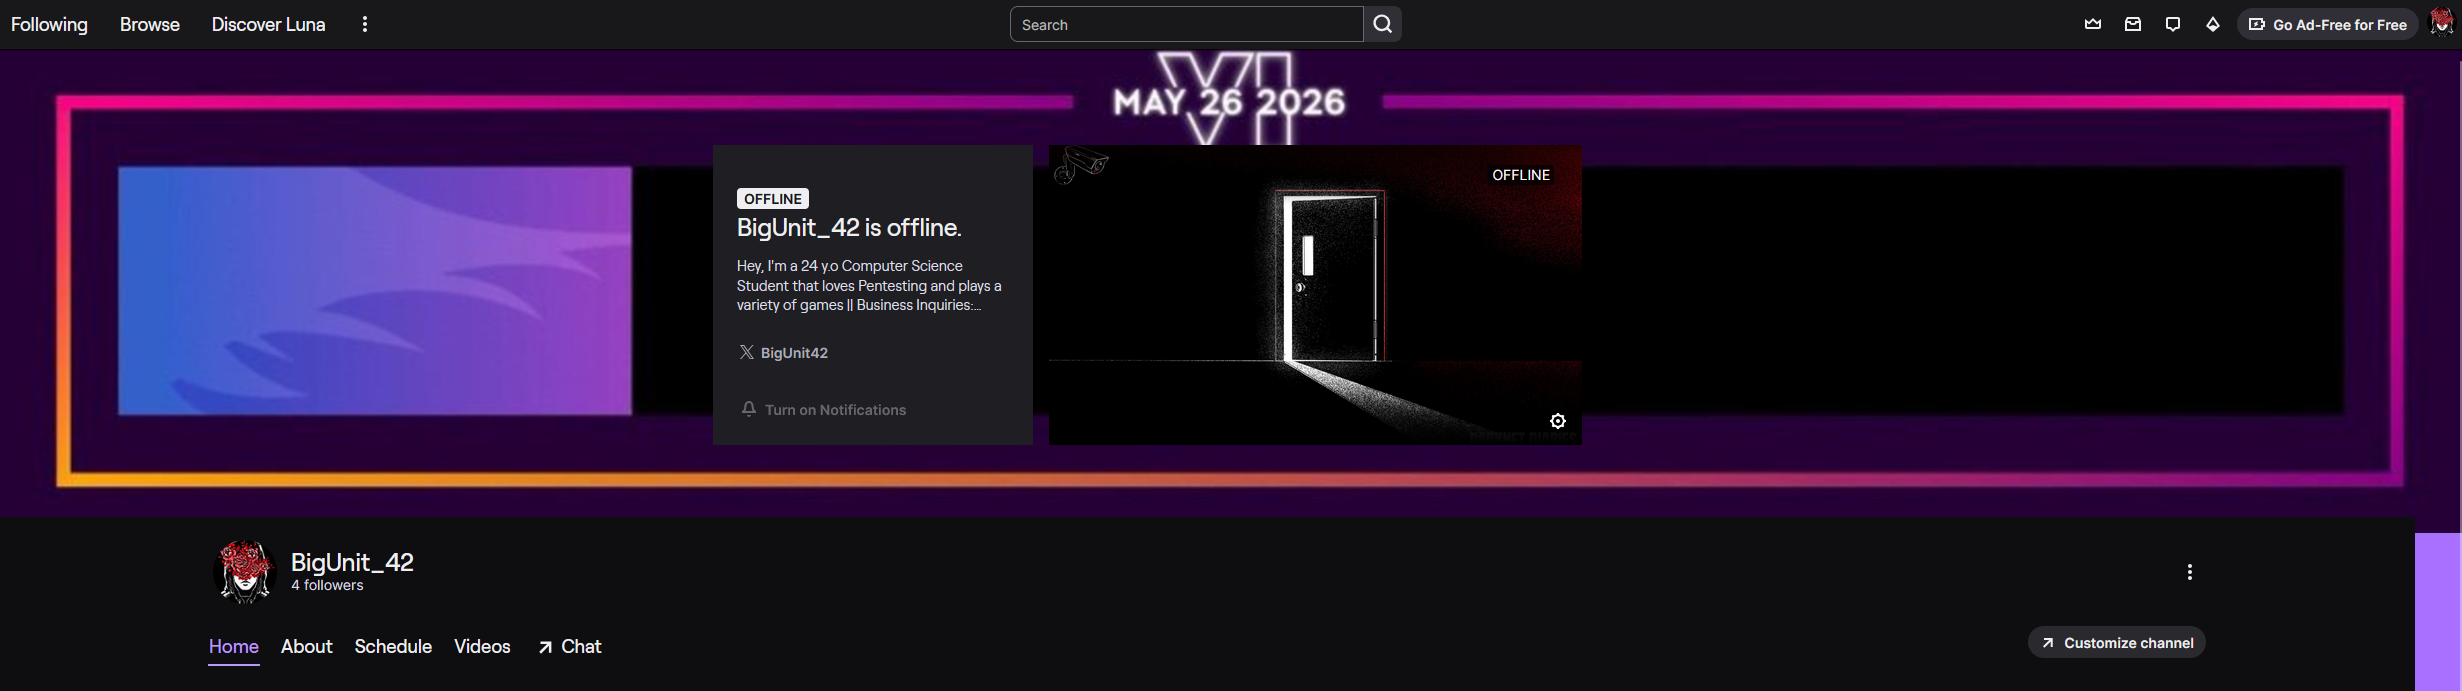 Following
Browse
Discover Luna
Search
Go Ad-Free for Free
VI
MAY 26 2026
OFFLINE
BigUnit_42 is offline.
Hey, I'm a 24 y.o Computer Science
Student that loves Pentesting and plays a
variety of games || Business Inquiries:...
BigUnit42
Turn on Notifications
OFFLINE
BigUnit_42
4 followers
Home
About
Schedule
Videos
Chat
Customize channel